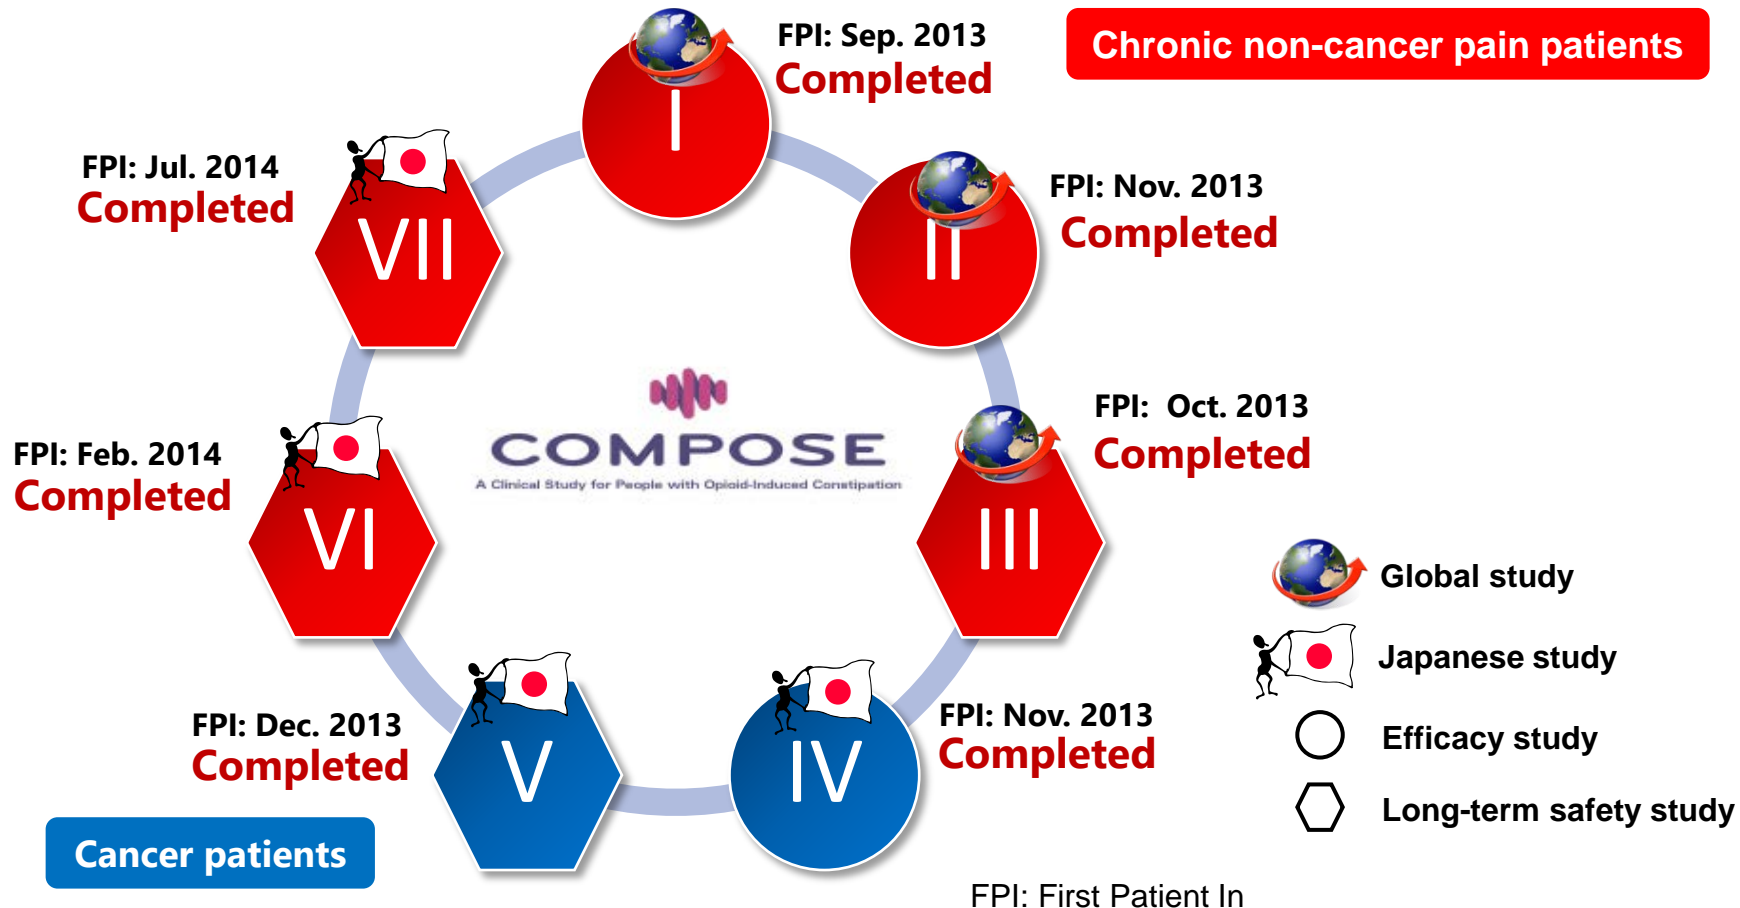 FPI: Sep. 2013
Completed
Chronic non-cancer pain patients
I
FPI: Jul. 2014
Completed
VII
II
FPI: Nov. 2013
Completed
COMPOSE
A Clinical Study for People with Opioid-Induced Constipation
FPI: Oct. 2013
Completed
FPI: Feb. 2014
Completed
VI
III
Global study
Japanese study
FPI: Dec. 2013
Completed
V
IV
FPI: Nov. 2013
Completed
Efficacy study
Long-term safety study
Cancer patients
FPI: First Patient In